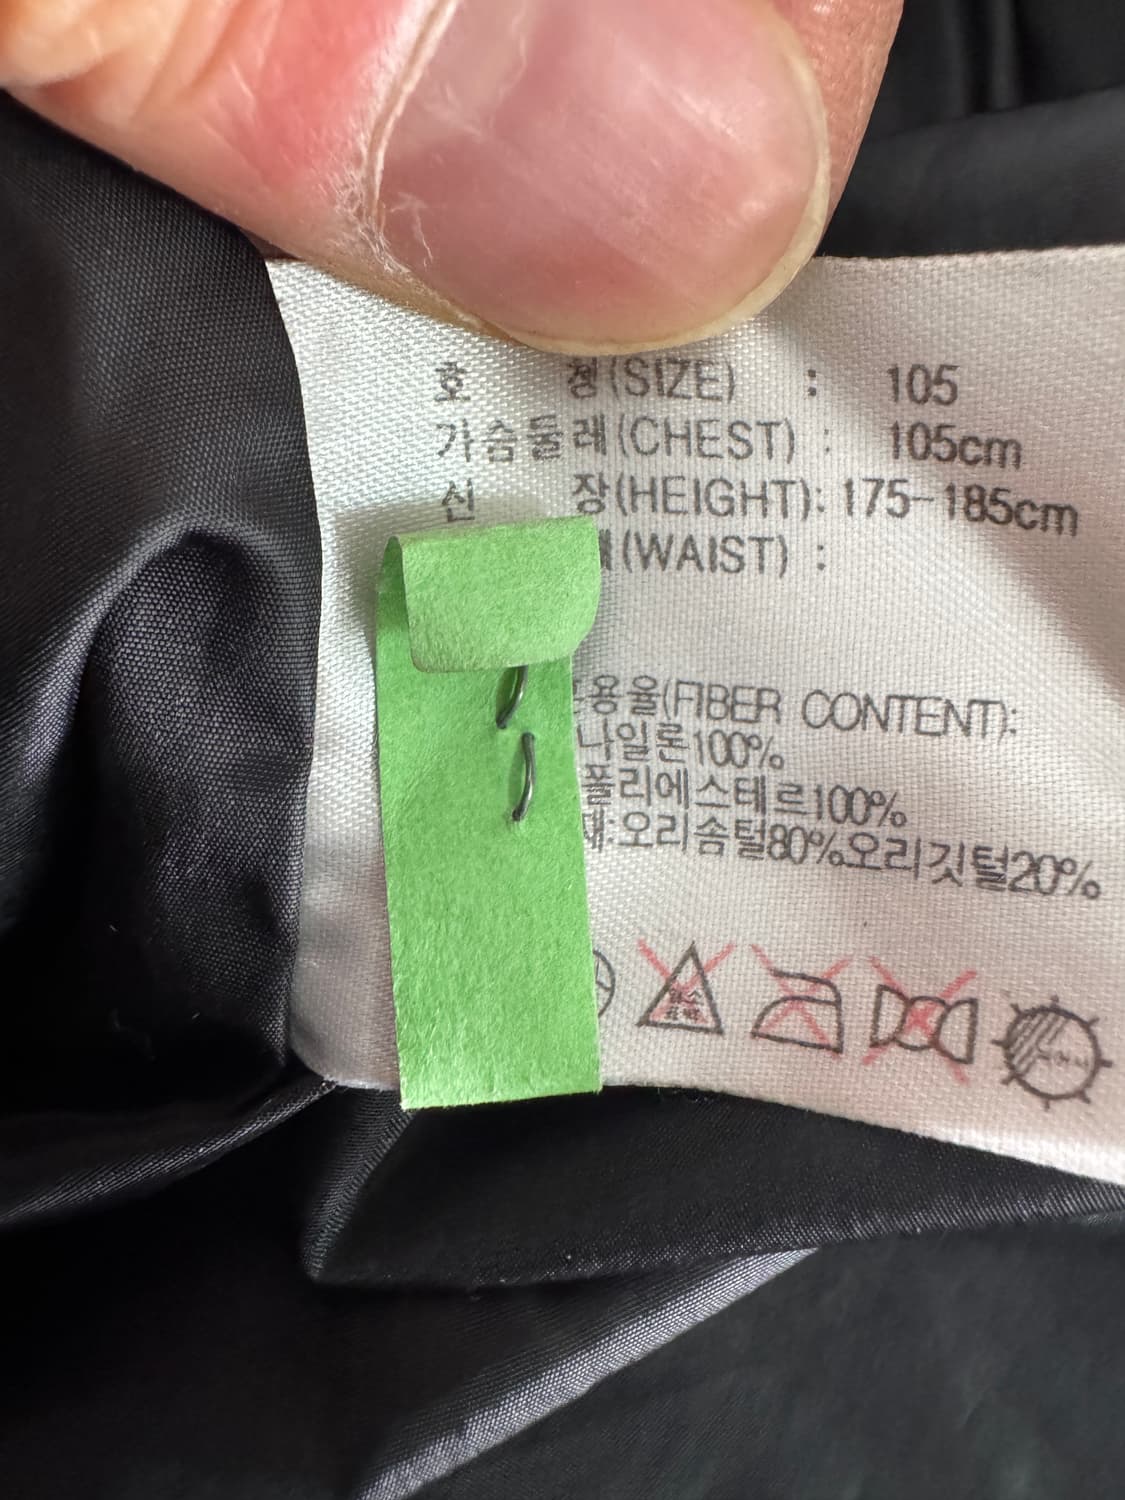 호 칭(SIZE) : 105
가슴둘레(CHEST) : 105cm
신 장(HEIGHT): 175-185cm
(WAIST) :
용율(FIBER CONTENT):
나일론100%
폴리에스테르100%
재:오리솜털80%오리깃털20%